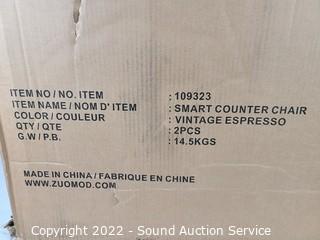 ITEM NO / NO. ITEM : 109323
ITEM NAME / NOM D' ITEM : SMART COUNTER CHAIR
COLOR / COULEUR : VINTAGE ESPRESSO
QTY / QTE : 2PCS
G.W / P.B. : 14.5KGS
MADE IN CHINA / FABRIQUE EN CHINE
WWW.ZUOMOD.COM
Copyright 2022 - Sound Auction Service